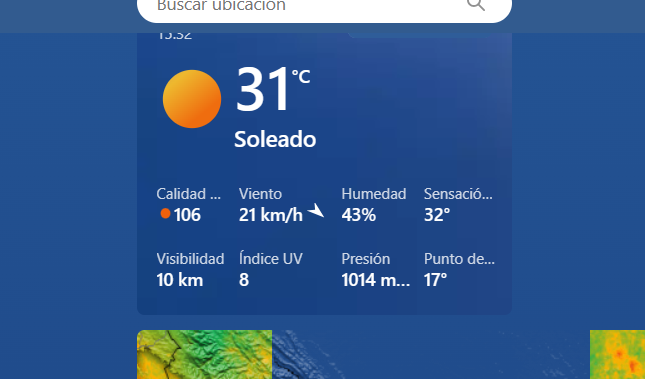 Buscar ubicación
15:32
31°C
Soleado
Calidad ... Viento Humedad Sensació...
106 21 km/h 43% 32°
Visibilidad Índice UV Presión Punto de...
10 km 8 1014 m... 17°